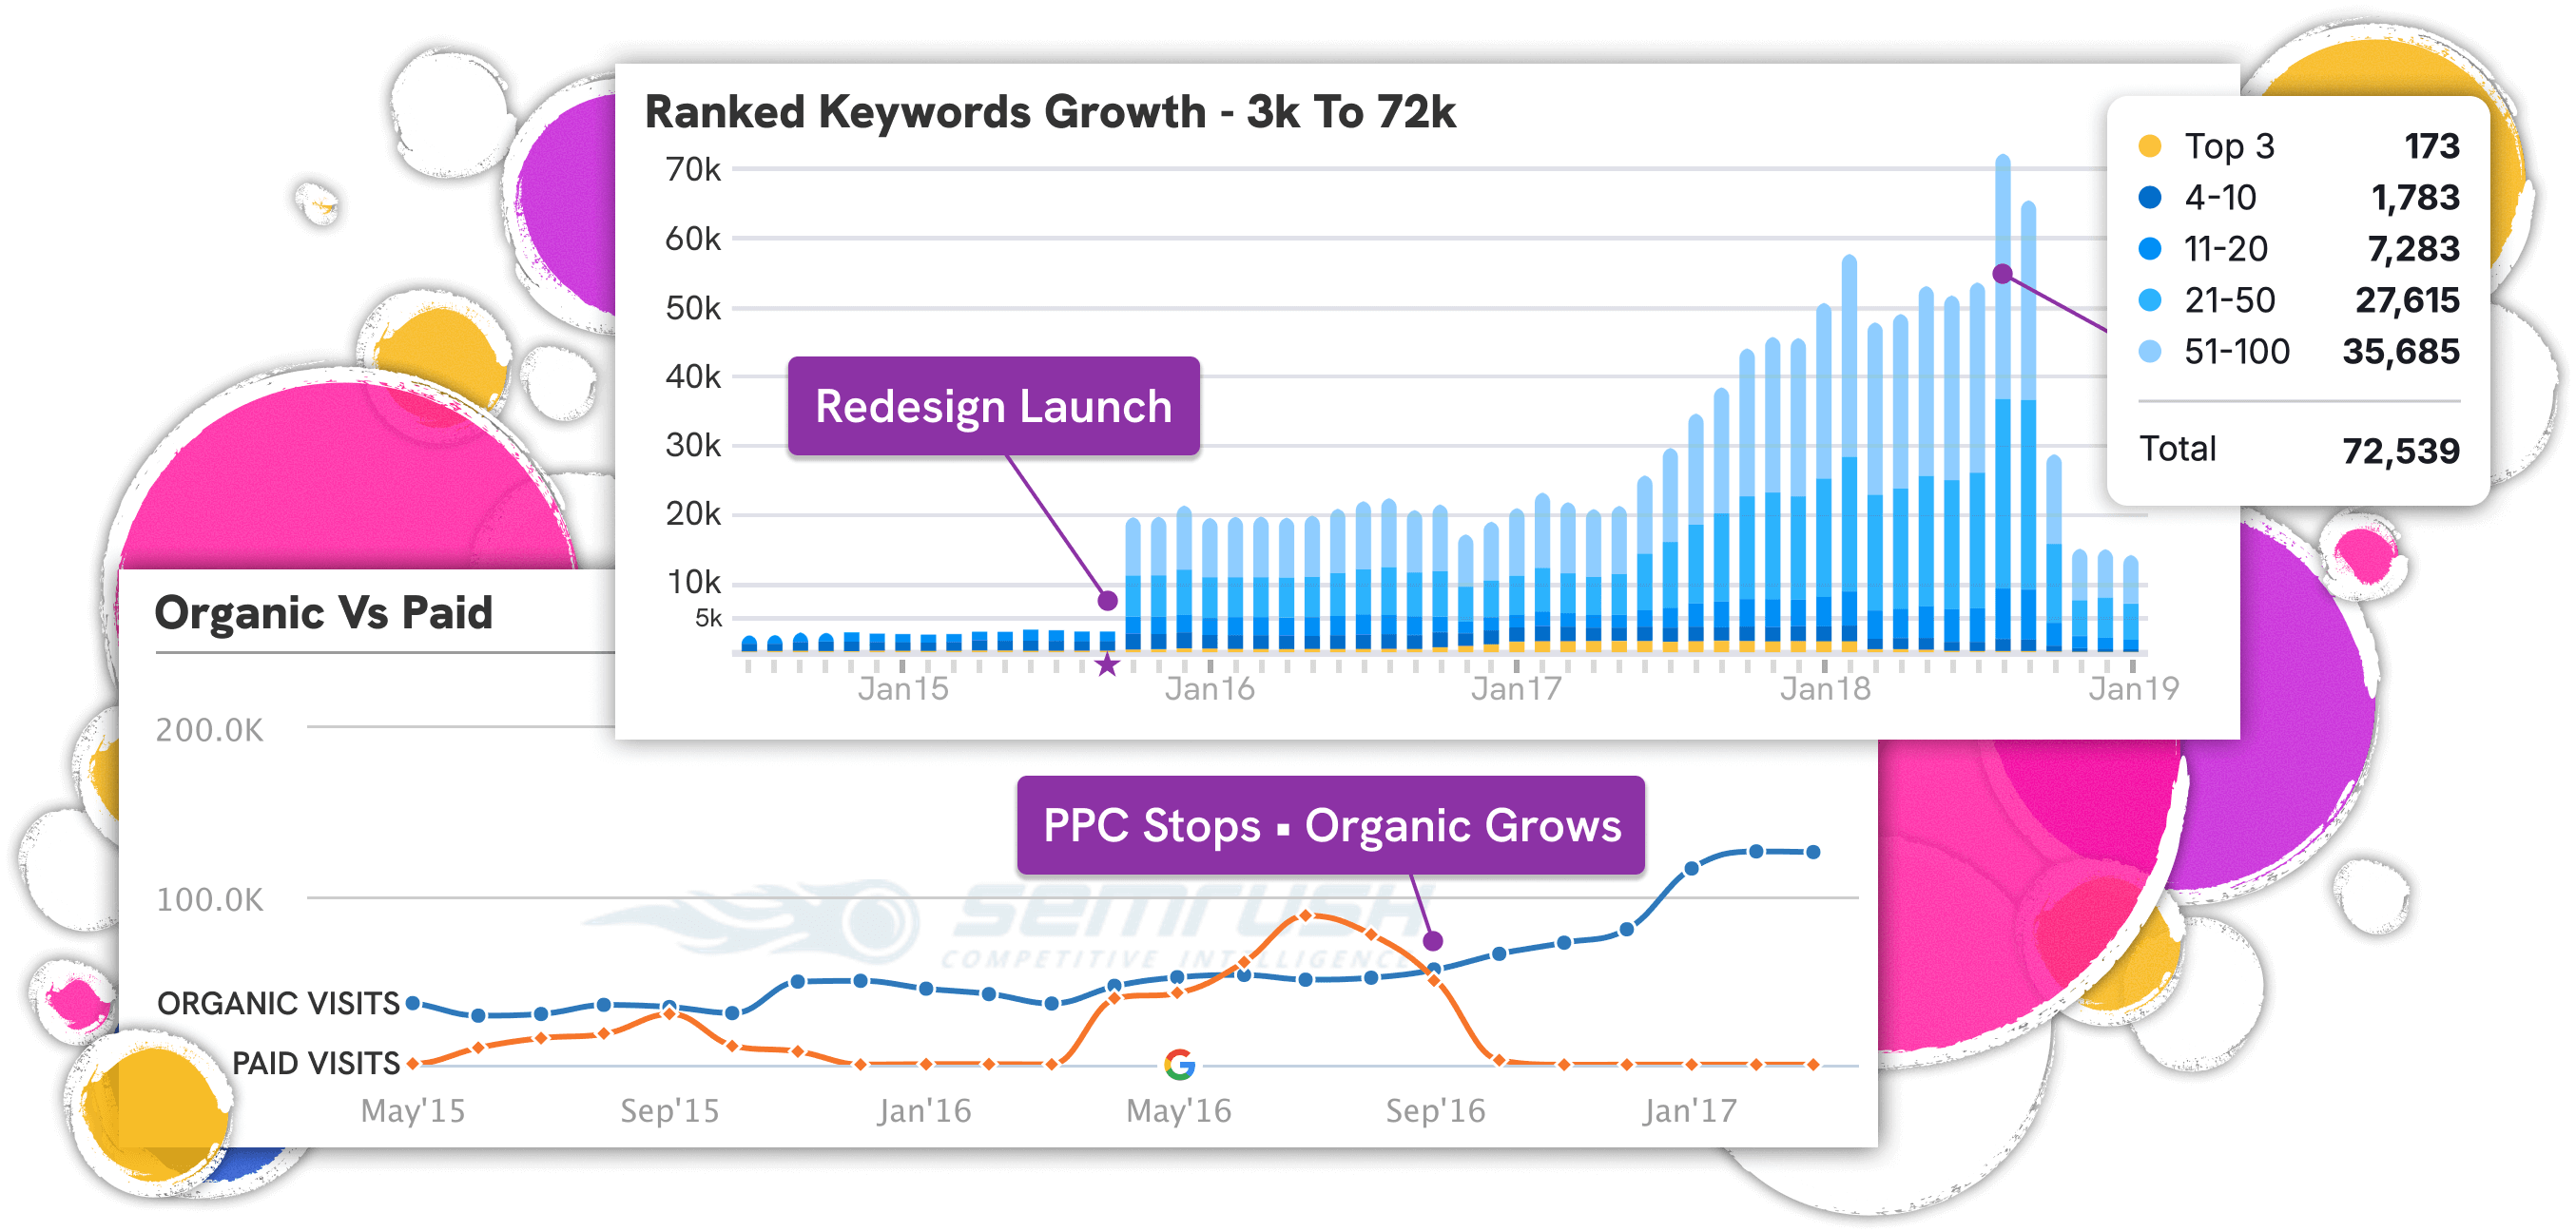 Ranked Keywords Growth - 3k To 72k
70k
60k
50k
40k
30k
20k
10k
5k
Redesign Launch
Jan15
Jan16
Jan17
Jan18
Jan19
Top 3 173
4-10 1,783
11-20 7,283
21-50 27,615
51-100 35,685
Total 72,539
Organic Vs Paid
200.0K
100.0K
PPC Stops ▪ Organic Grows
semrush
COMPETITIVE INTELLIGENCE
ORGANIC VISITS
PAID VISITS
G
May'15
Sep'15
Jan'16
May'16
Sep'16
Jan'17